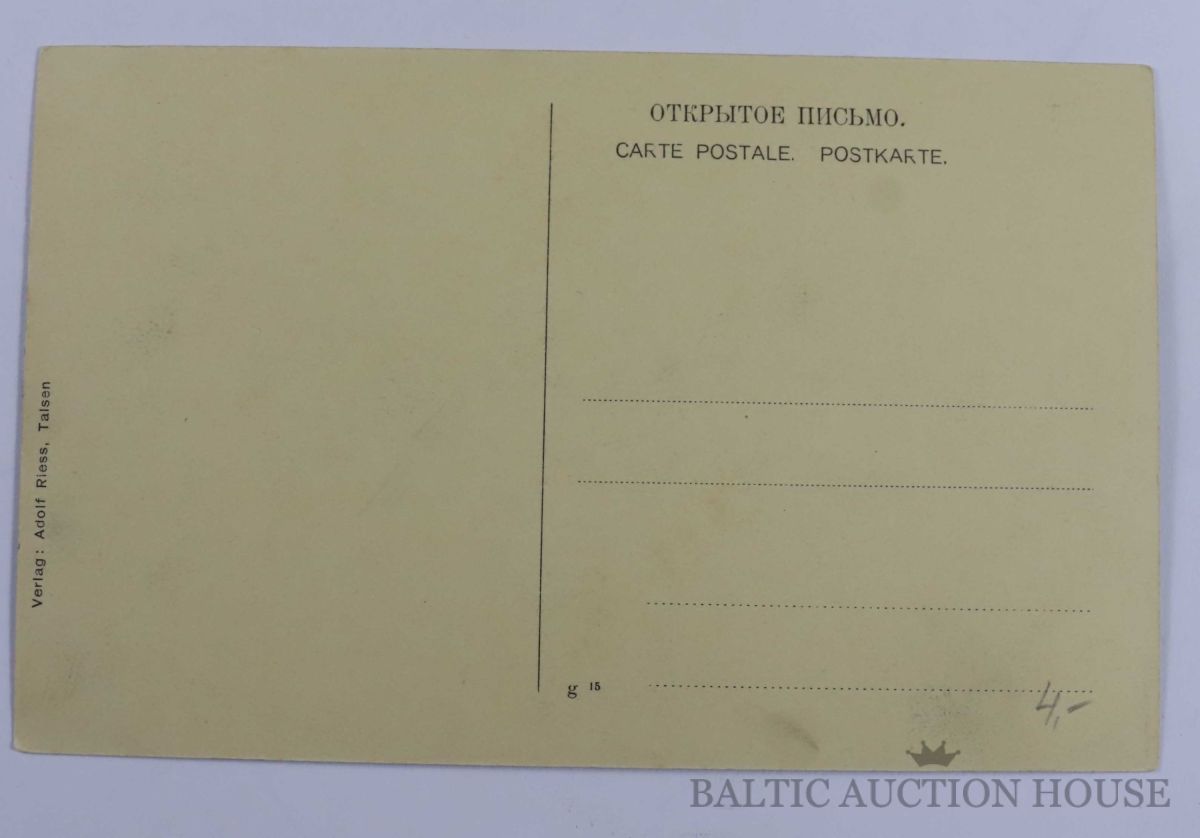 ОТКРЫТОЕ ПИСЬМО.
CARTE POSTALE. POSTKARTE.
Verlag: Adolf Riess, Talsen
g 15
4,-
BALTIC AUCTION HOUSE